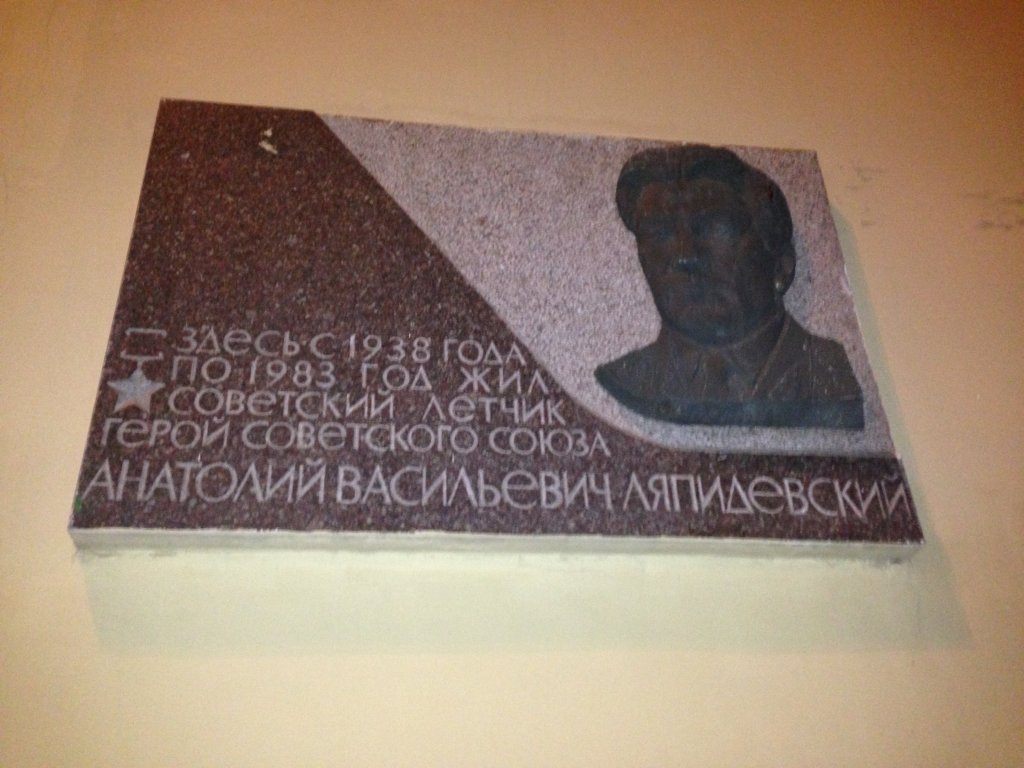 Здесь с 1938 года
по 1983 год жил
советский летчик
Герой Советского Союза
Анатолий Васильевич Ляпидевский